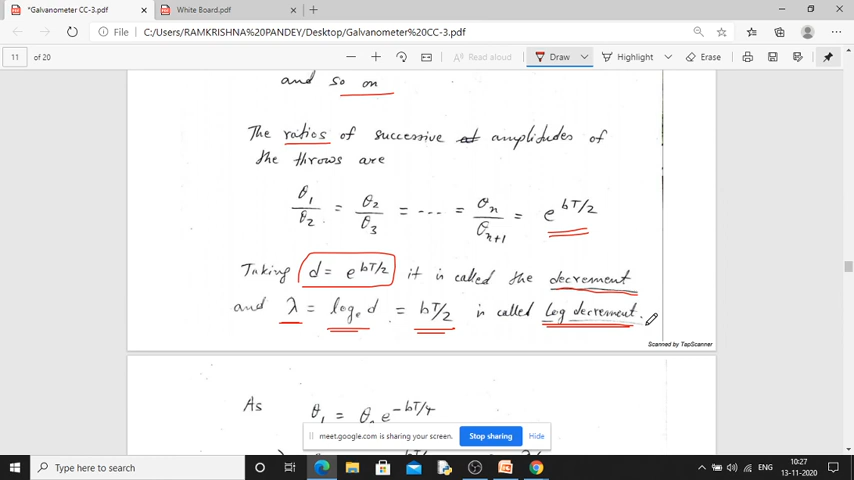 *Galvanometer CC-3.pdf
White Board.pdf
C:/Users/RAMKRISHNA%20PANDEY/Desktop/Galvanometer%20CC-3.pdf
11 of 20
Read aloud
Draw
Highlight
Erase
and so on
The ratios of successive at amplitudes of
the throws are
θ₁/θ₂ = θ₂/θ₃ = ---- = θn/θn+1 = e^bT/2
Taking d = e^bT/2 it is called the decrement
and λ = logₑ d = bT/2 is called Log decrement.
Scanned by TapScanner
As θ₁ = θ₀ e^-bT/4
meet.google.com is sharing your screen.
Stop sharing
Hide
Type here to search
ENG
10:27
13-11-2020